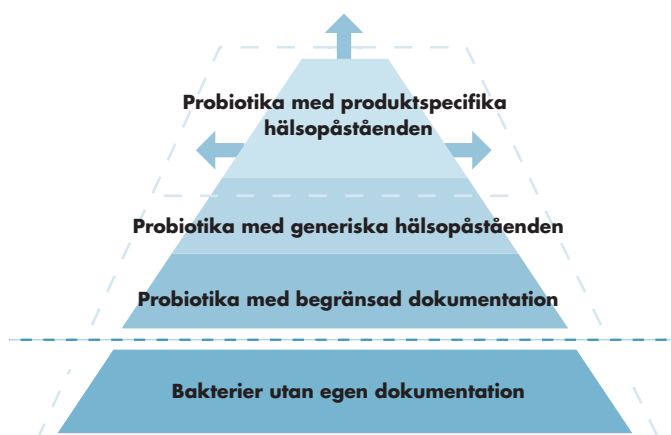 Probiotika med produktspecifika
hälsopåståenden
Probiotika med generiska hälsopåståenden
Probiotika med begränsad dokumentation
Bakterier utan egen dokumentation